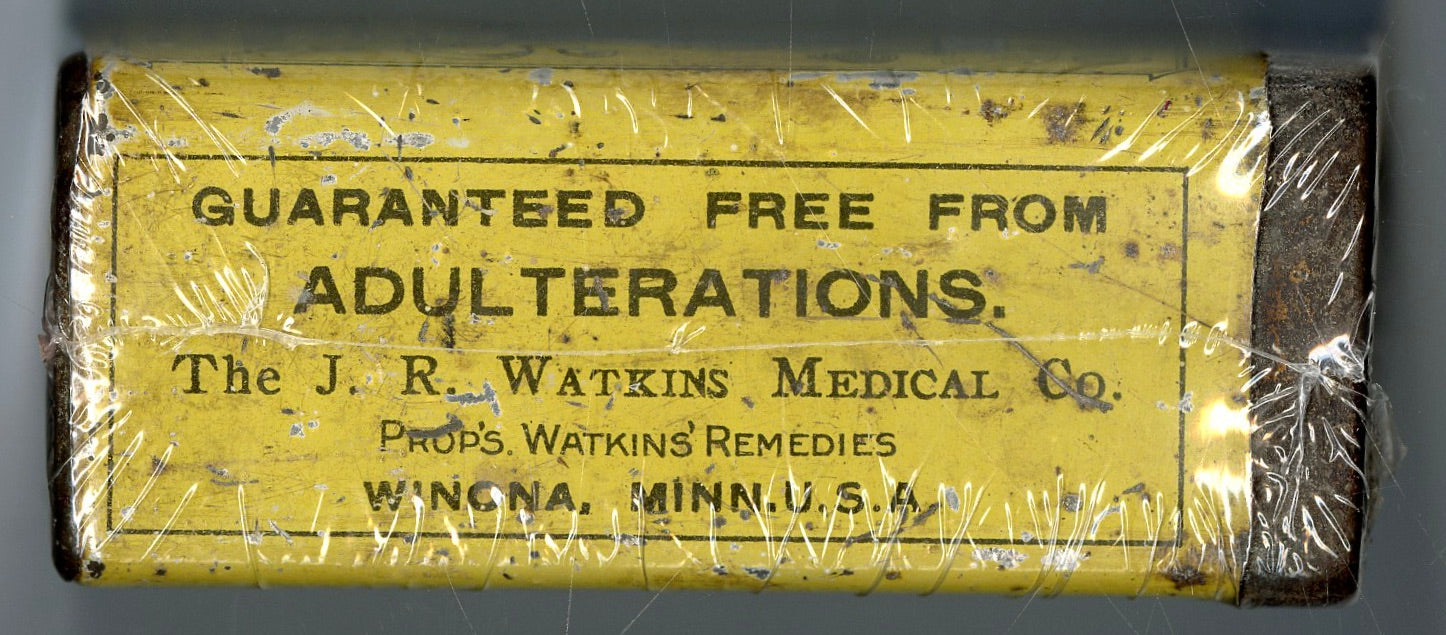 GUARANTEED FREE FROM
ADULTERATIONS.
The J. R. WATKINS MEDICAL Co.
PROP'S. WATKINS' REMEDIES
WINONA, MINN.U.S.A.